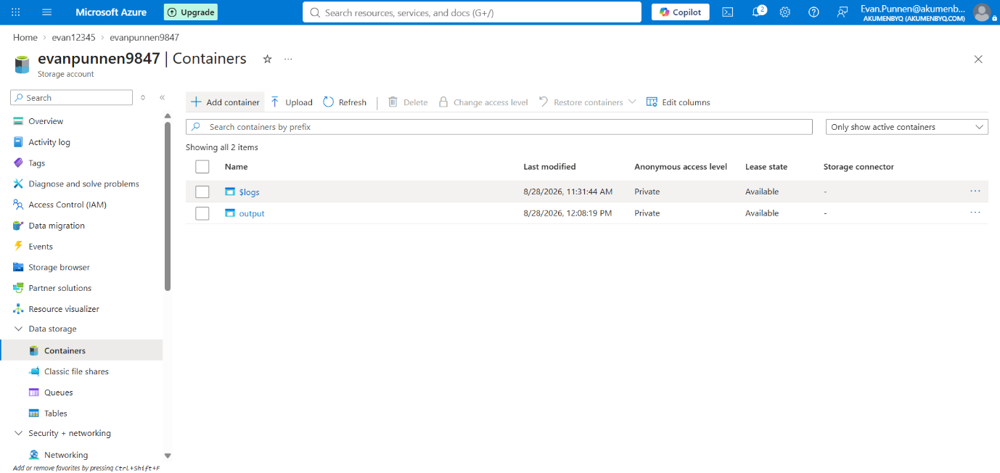 Microsoft Azure
Upgrade
Search resources, services, and docs (G+/)
Copilot
2
Evan.Punnen@akumenb...
AKUMENBYQ (AKUMENBYQ.COM)
Home > evan12345 > evanpunnen9847
evanpunnen9847 | Containers
Storage account
Search
Overview
Activity log
Tags
Diagnose and solve problems
Access Control (IAM)
Data migration
Events
Storage browser
Partner solutions
Resource visualizer
Data storage
Containers
Classic file shares
Queues
Tables
Security + networking
Networking
Add or remove favorites by pressing Ctrl+Shift+F
Add container Upload Refresh Delete Change access level Restore containers Edit columns
Search containers by prefix
Only show active containers
Showing all 2 items
Name Last modified Anonymous access level Lease state Storage connector
$logs 8/28/2026, 11:31:44 AM Private Available -
output 8/28/2026, 12:08:19 PM Private Available -